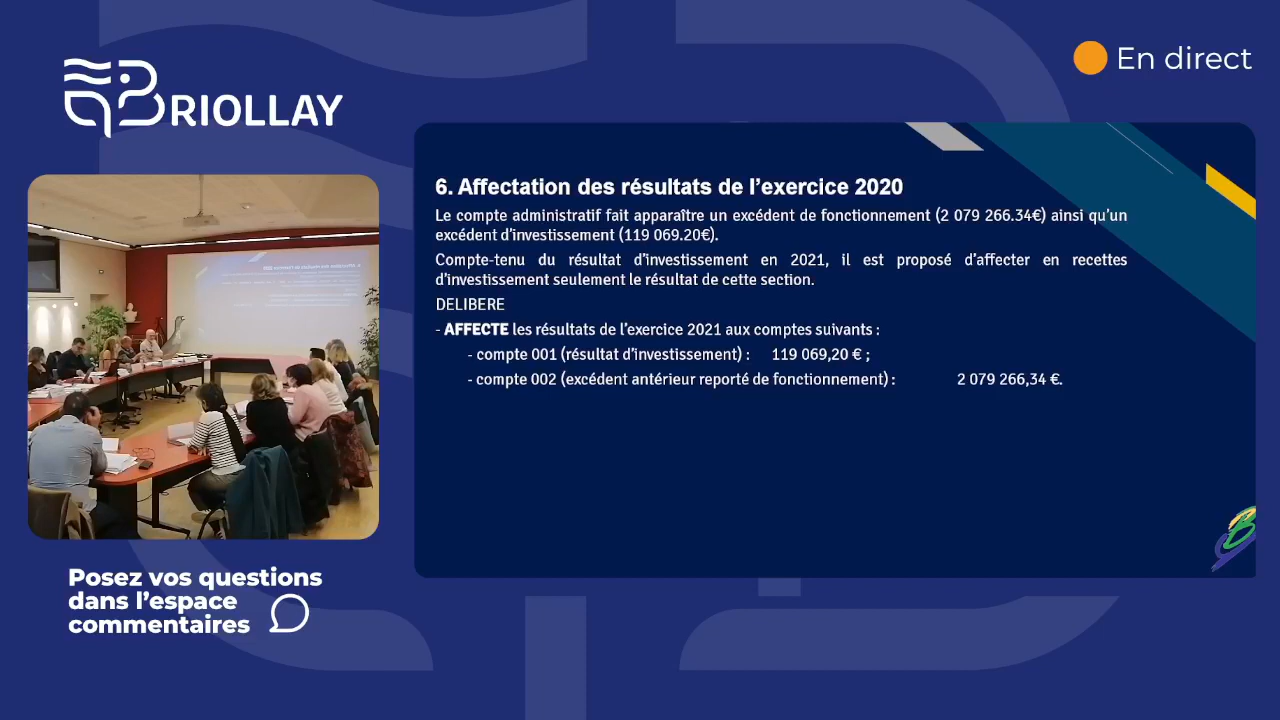 BRIOLLAY
En direct
6. Affectation des résultats de l'exercice 2020
Le compte administratif fait apparaître un excédent de fonctionnement (2 079 266.34€) ainsi qu'un
excédent d'investissement (119 069.20€).
Compte-tenu du résultat d'investissement en 2021, il est proposé d'affecter en recettes
d'investissement seulement le résultat de cette section.
DELIBERE
- AFFECTE les résultats de l'exercice 2021 aux comptes suivants :
- compte 001 (résultat d'investissement) : 119 069,20 € ;
- compte 002 (excédent antérieur reporté de fonctionnement) : 2 079 266,34 €.
Posez vos questions
dans l'espace
commentaires